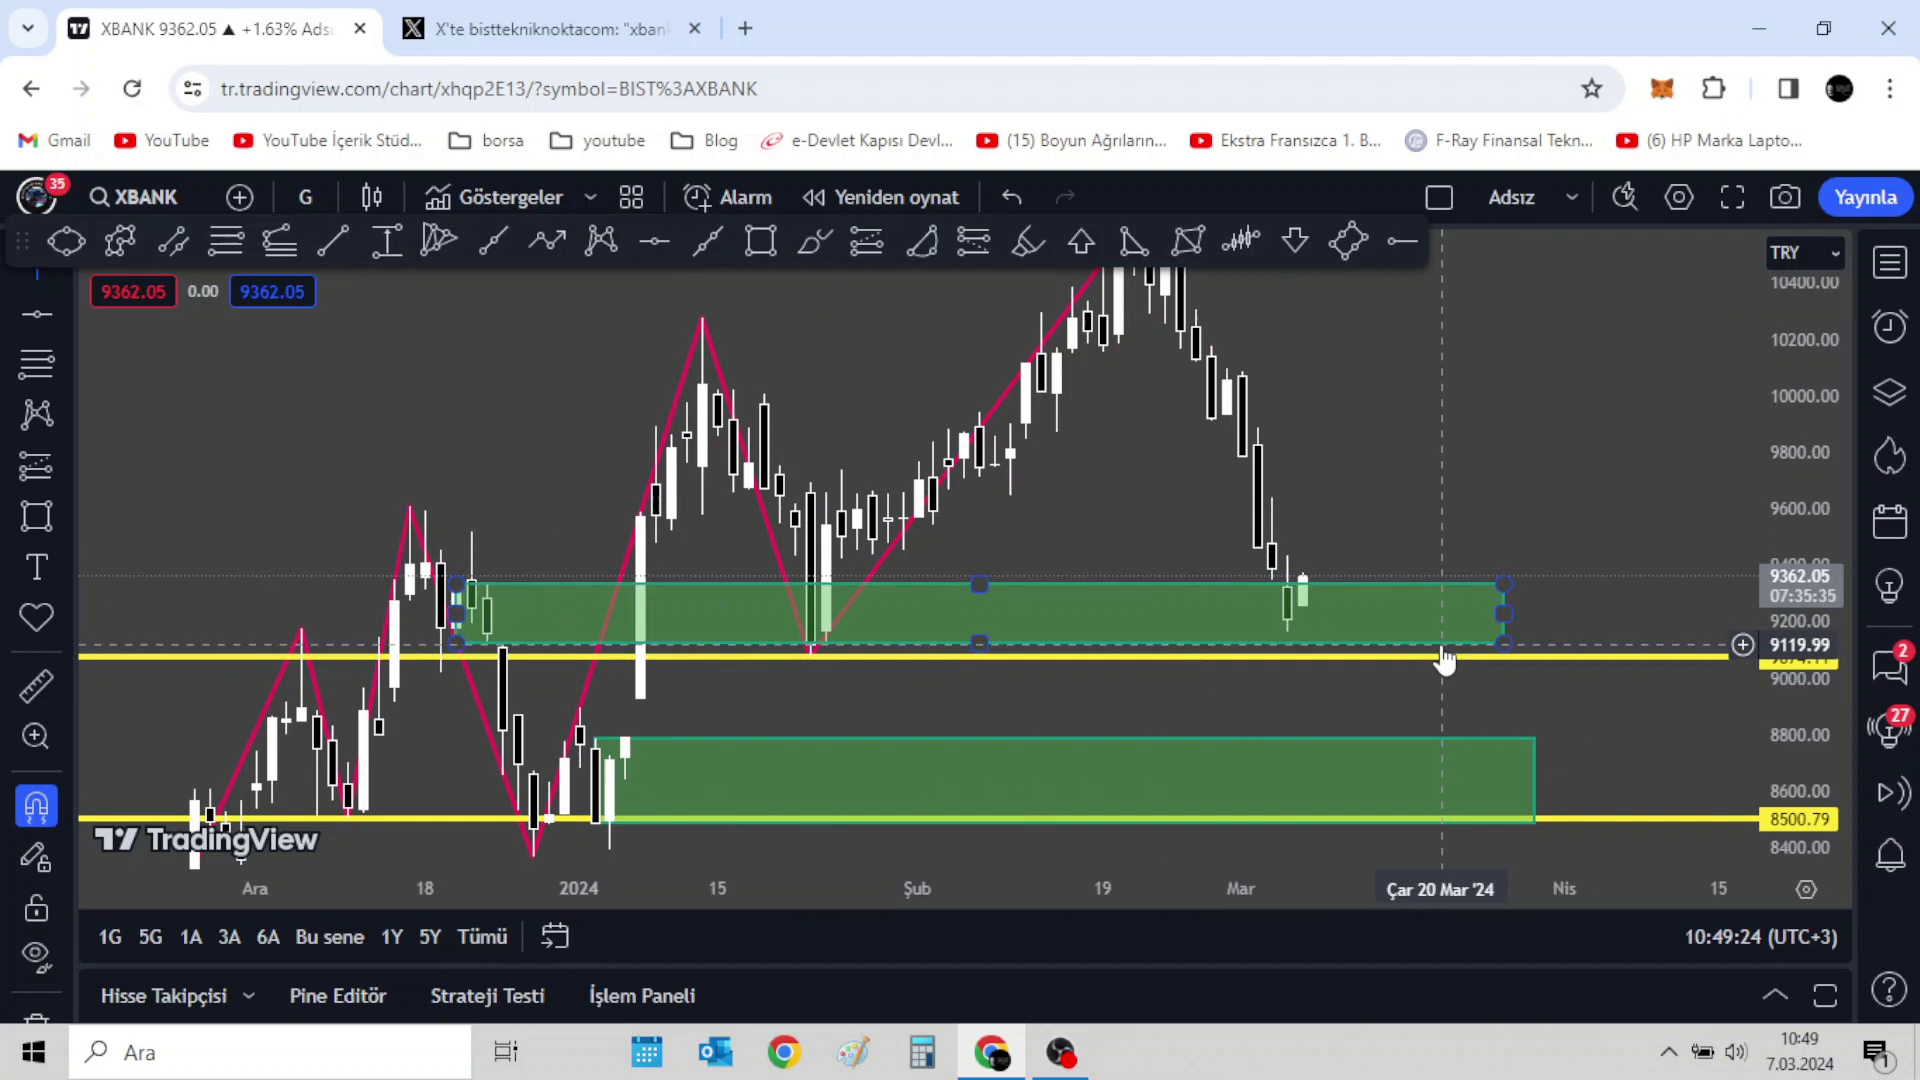 XBANK 9362.05 ▲ +1.63% Ads
X'te bisttekniknoktacom: "xban
tr.tradingview.com/chart/xhqp2E13/?symbol=BIST%3AXBANK
Gmail
YouTube
YouTube İçerik Stüd...
borsa
youtube
Blog
e-Devlet Kapısı Devl...
(15) Boyun Ağrıların...
Ekstra Fransızca 1. B...
F-Ray Finansal Tekn...
(6) HP Marka Lapto...
35
XBANK
G
Göstergeler
Alarm
Yeniden oynat
Adsız
Yayınla
9362.05
0.00
9362.05
TRY
10400.00
10200.00
10000.00
9800.00
9600.00
9362.05
07:35:35
9200.00
9119.99
9000.00
8800.00
8600.00
8500.79
8400.00
2
27
TradingView
Ara
18
2024
15
Şub
19
Mar
Çar 20 Mar '24
Nis
15
1G
5G
1A
3A
6A
Bu sene
1Y
5Y
Tümü
10:49:24 (UTC+3)
Hisse Takipçisi
Pine Editör
Strateji Testi
İşlem Paneli
Ara
10:49
7.03.2024
1